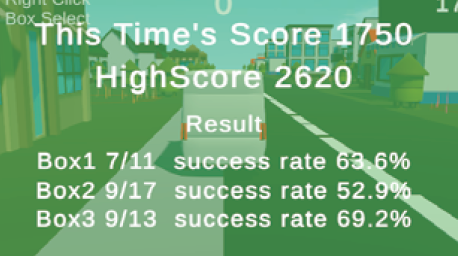 Right Click
0
Box Select
This Time's Score 1750
HighScore 2620
Result
Box1 7/11 success rate 63.6%
Box2 9/17 success rate 52.9%
Box3 9/13 success rate 69.2%